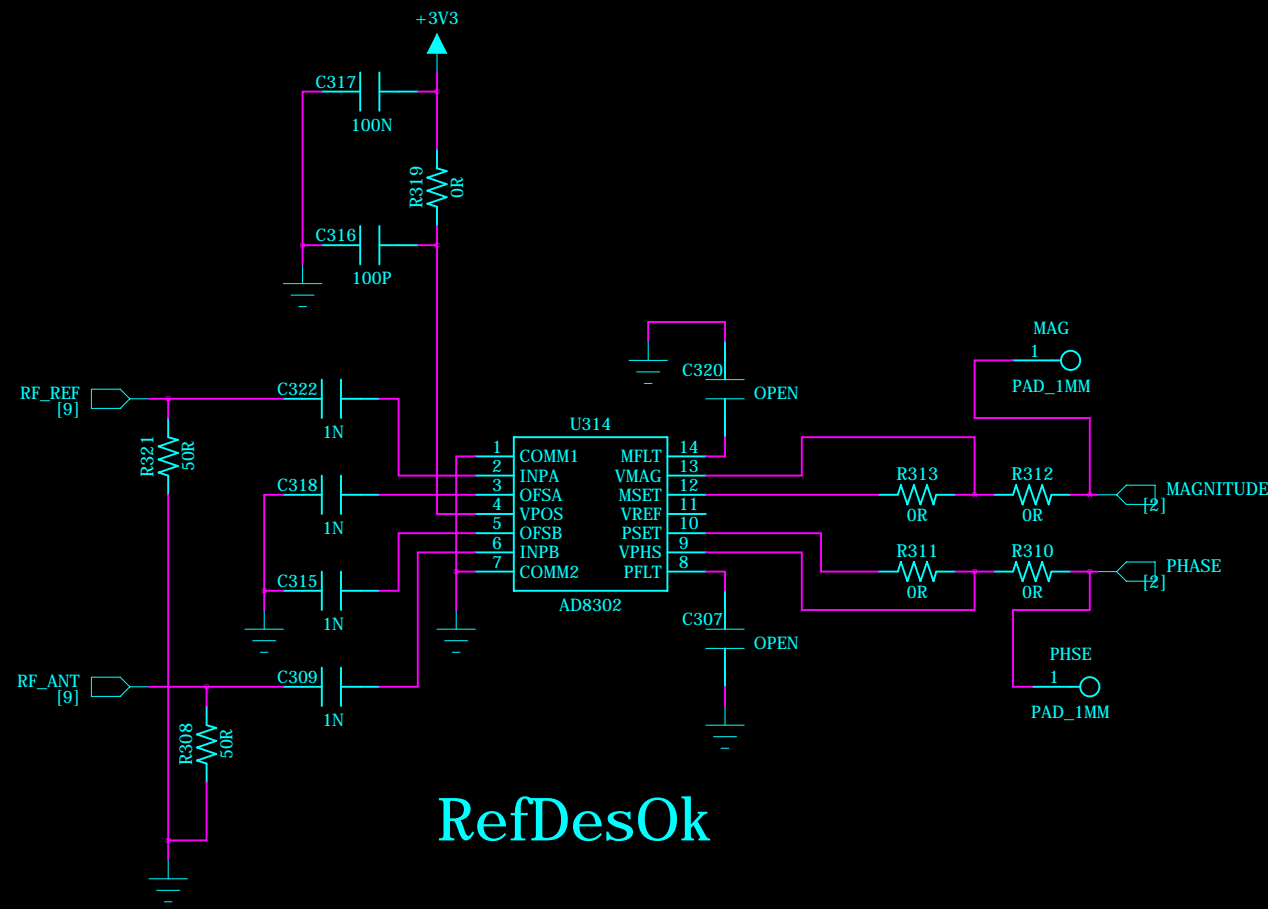 +3V3
C317
100N
R319
0R
C316
100P
MAG
1
PAD_1MM
C320
OPEN
RF_REF
[9]
C322
1N
R321
50R
U314
1 COMM1 MFLT 14
2 INPA VMAG 13
3 OFSA MSET 12
4 VPOS VREF 11
5 OFSB PSET 10
6 INPB VPHS 9
7 COMM2 PFLT 8
AD8302
C318
1N
R313
0R
R312
0R
MAGNITUDE
[2]
R311
0R
R310
0R
PHASE
[2]
C315
1N
C307
OPEN
PHSE
1
PAD_1MM
RF_ANT
[9]
C309
1N
R308
50R
RefDesOk